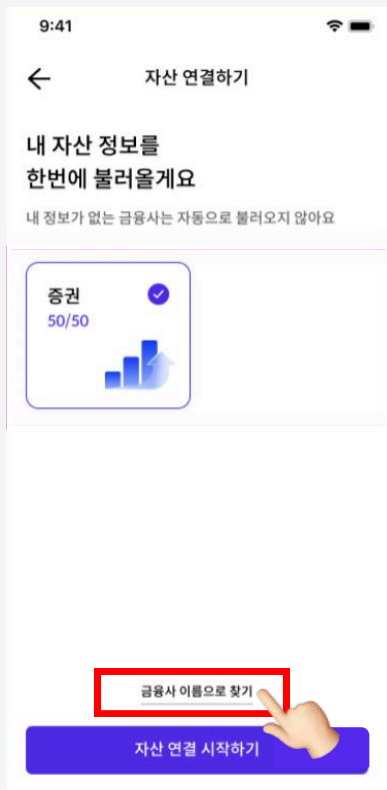 9:41
자산 연결하기
내 자산 정보를
한번에 불러올게요
내 정보가 없는 금융사는 자동으로 불러오지 않아요
증권
50/50
금융사 이름으로 찾기
자산 연결 시작하기